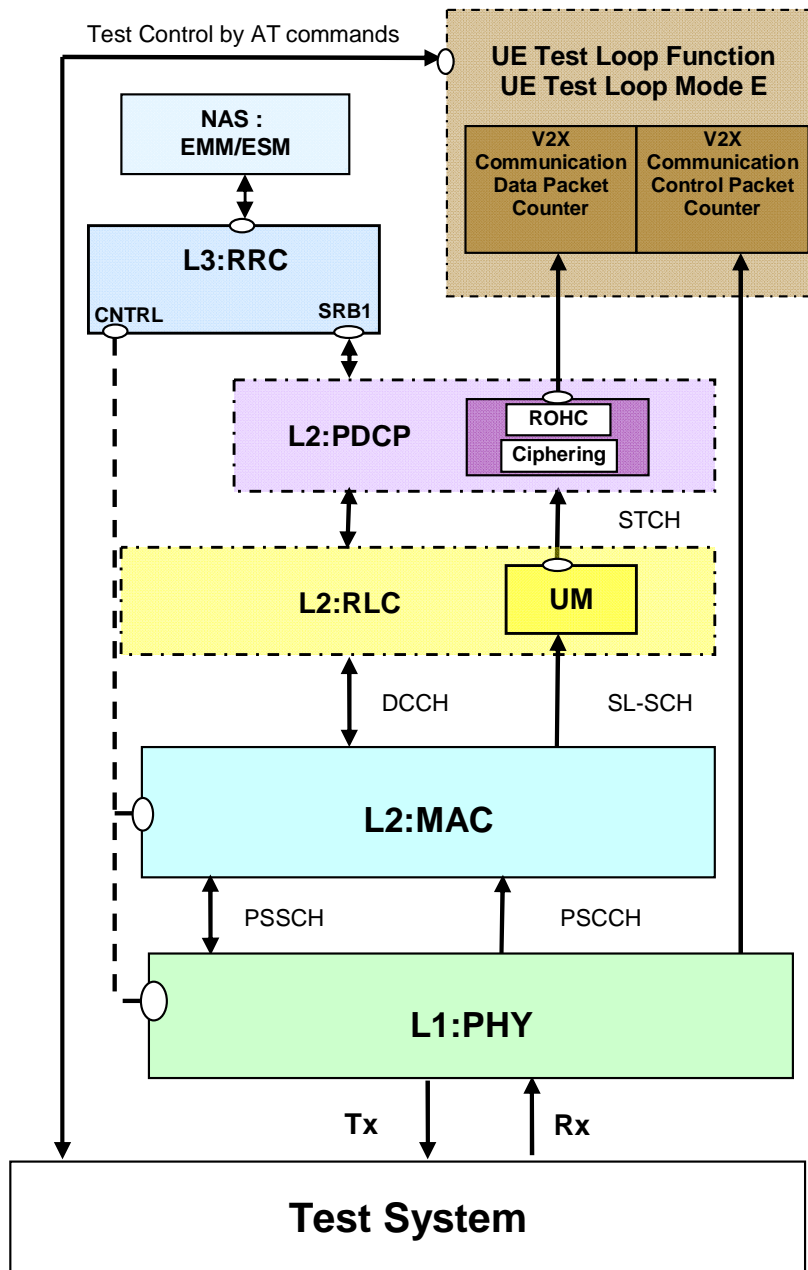 Test Control by AT commands
UE Test Loop Function
UE Test Loop Mode E
NAS :
EMM/ESM
V2X
Communication
Data Packet
Counter
V2X
Communication
Control Packet
Counter
L3:RRC
CNTRL
SRB1
L2:PDCP
ROHC
Ciphering
STCH
L2:RLC
UM
DCCH
SL-SCH
L2:MAC
PSSCH
PSCCH
L1:PHY
Tx
Rx
Test System